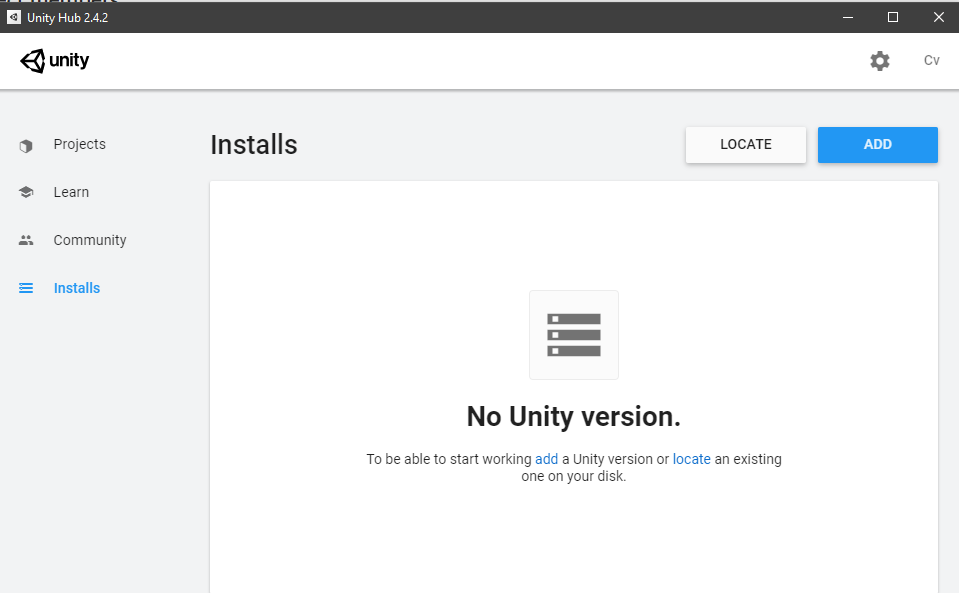 Unity Hub 2.4.2
unity
Cv
Projects
Learn
Community
Installs
Installs
LOCATE
ADD
No Unity version.
To be able to start working add a Unity version or locate an existing
one on your disk.